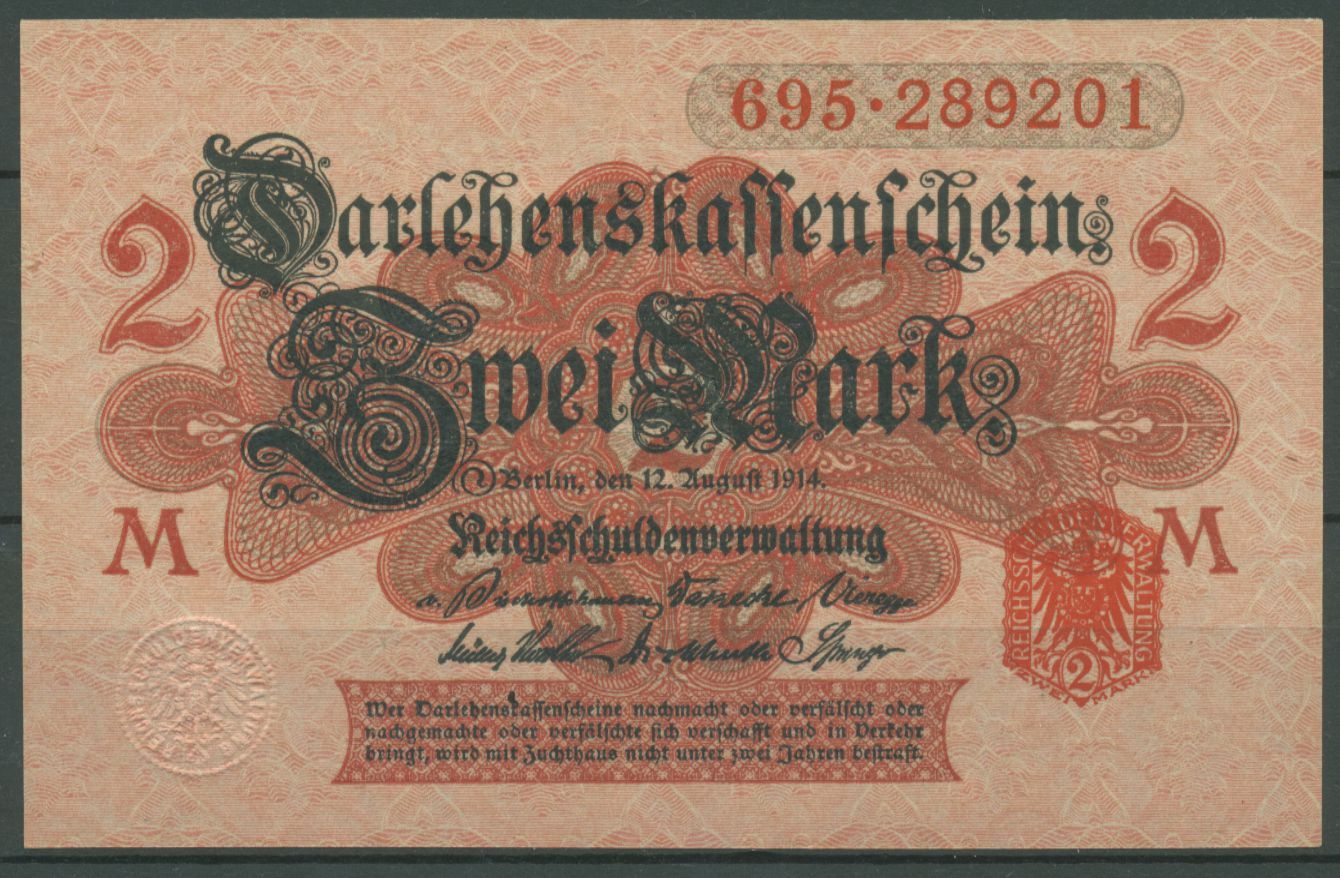 695·289201
Darlehenskassenschein
2
2
Zwei Mark
Berlin, den 12. August 1914.
Reichsschuldenverwaltung
M
M
REICHSSCHULDENVERWALTUNG
2
ZWEI MARK
Wer Darlehenskassenscheine nachmacht oder verfälscht oder
nachgemachte oder verfälschte sich verschafft und in Verkehr
bringt, wird mit Zuchthaus nicht unter zwei Jahren bestraft.